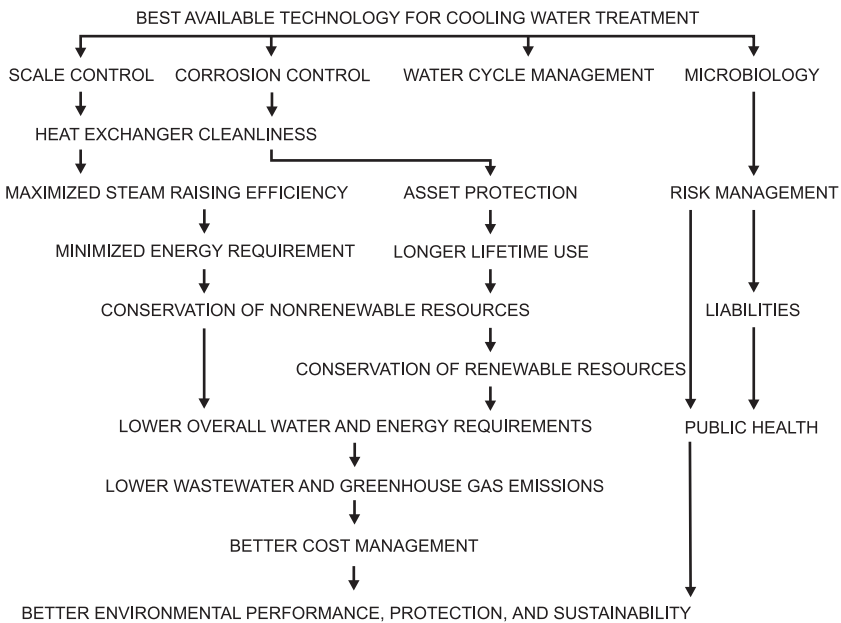 BEST AVAILABLE TECHNOLOGY FOR COOLING WATER TREATMENT
SCALE CONTROL
CORROSION CONTROL
WATER CYCLE MANAGEMENT
MICROBIOLOGY
HEAT EXCHANGER CLEANLINESS
MAXIMIZED STEAM RAISING EFFICIENCY
ASSET PROTECTION
RISK MANAGEMENT
MINIMIZED ENERGY REQUIREMENT
LONGER LIFETIME USE
CONSERVATION OF NONRENEWABLE RESOURCES
LIABILITIES
CONSERVATION OF RENEWABLE RESOURCES
LOWER OVERALL WATER AND ENERGY REQUIREMENTS
PUBLIC HEALTH
LOWER WASTEWATER AND GREENHOUSE GAS EMISSIONS
BETTER COST MANAGEMENT
BETTER ENVIRONMENTAL PERFORMANCE, PROTECTION, AND SUSTAINABILITY